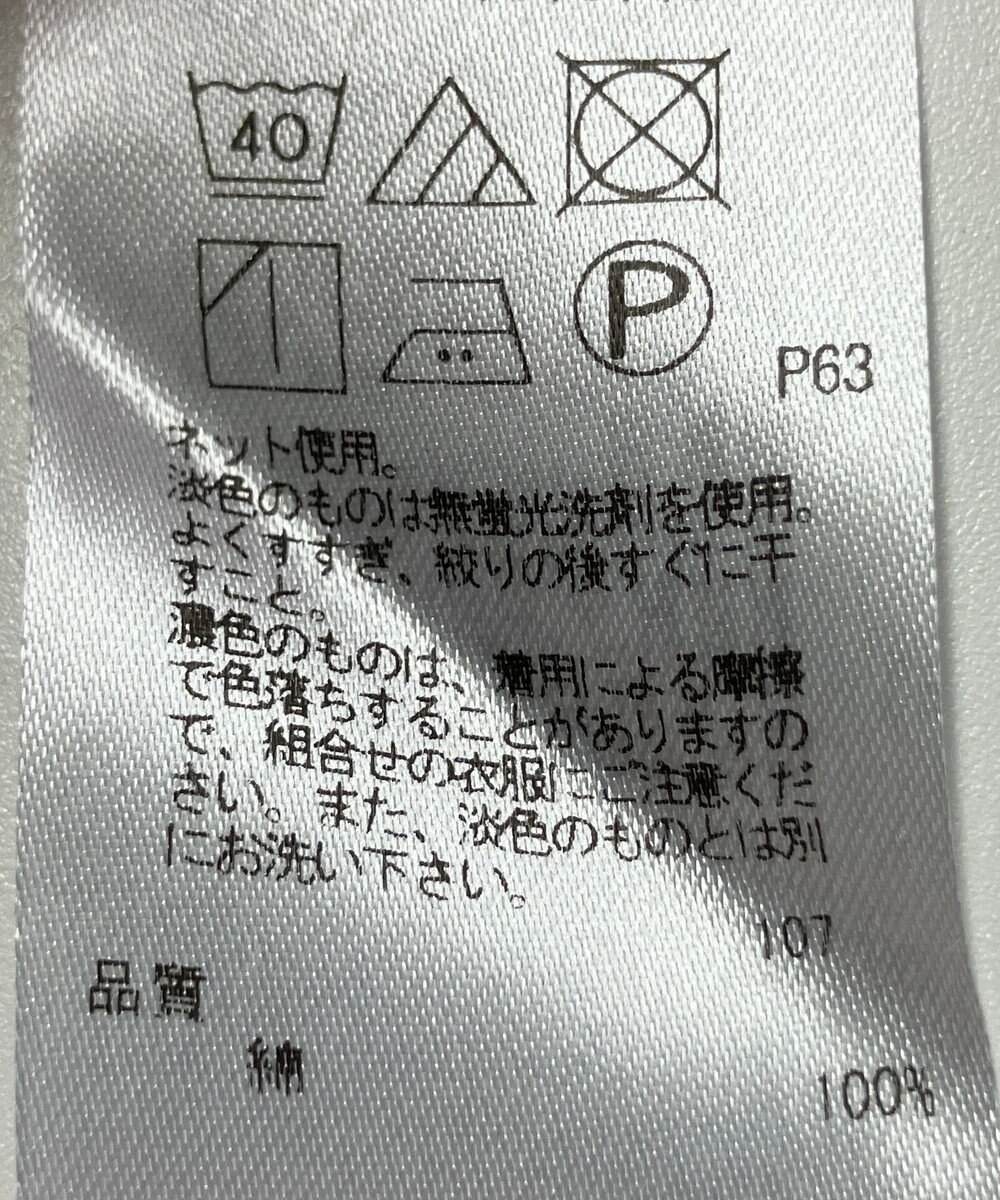 40
P
P63
ネット使用。
淡色のものは無蛍光洗剤を使用。
よくすすぎ、絞りの後すぐに干
すこと。
濃色のものは、着用による摩擦
で色落ちすることがありますの
で、組合せの衣服にご注意くだ
さい。また、淡色のものとは別
にお洗い下さい。
107
品質
綿 100%